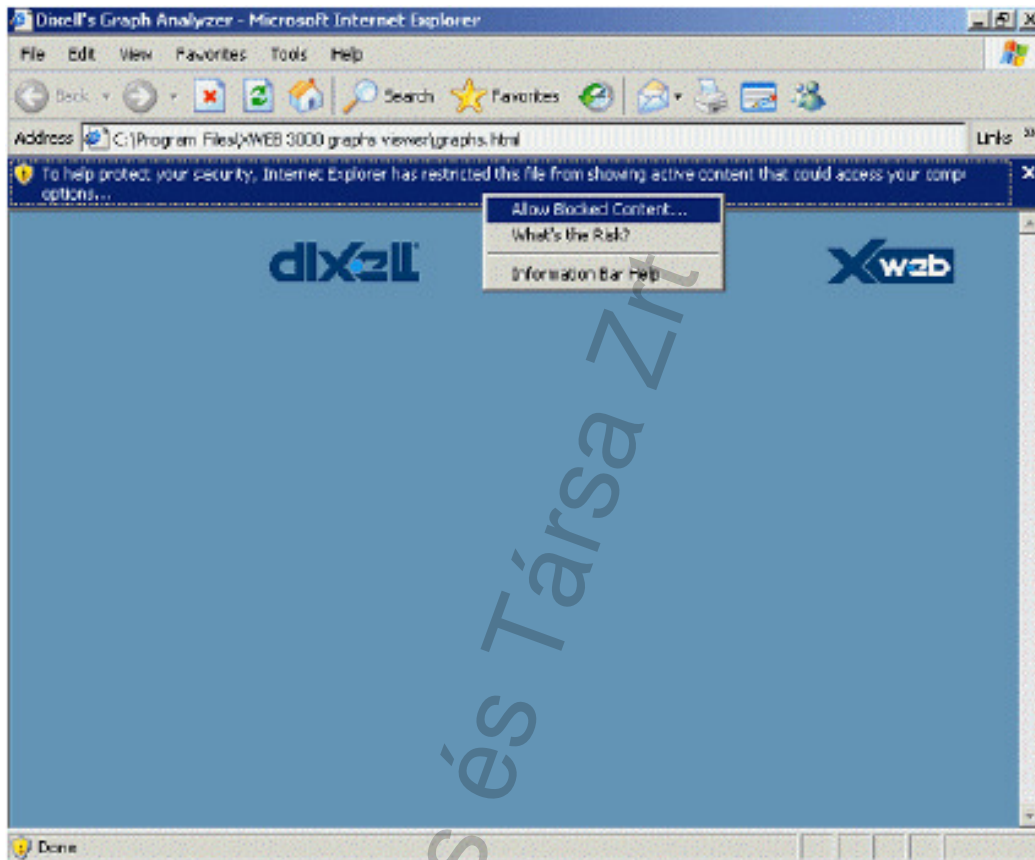 Dixell's Graph Analyzer - Microsoft Internet Explorer
File Edit View Favorites Tools Help
Back Search Favorites
Address C:\Program Files\XWEB 3000 graphs viewer\graphs.html Links »
To help protect your security, Internet Explorer has restricted this file from showing active content that could access your compu
options...
Allow Blocked Content...
What's the Risk?
Information Bar Help
dixell
Xweb
s és Társa Zrt
Done